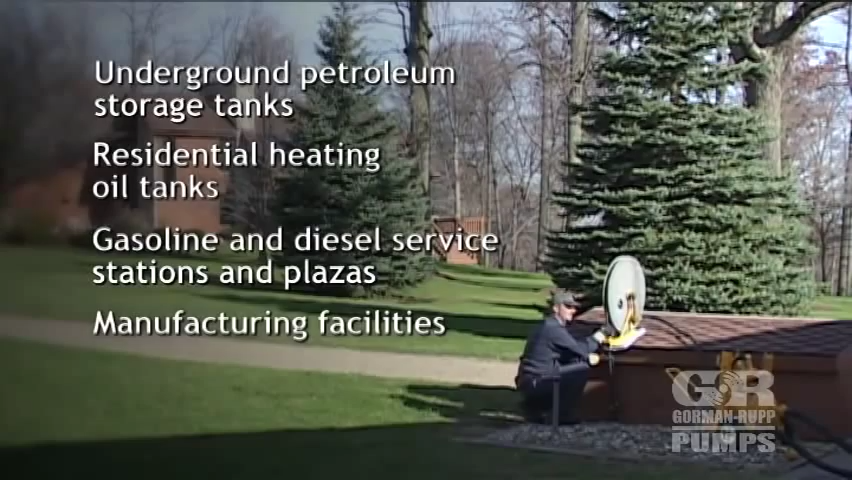 Underground petroleum
storage tanks
Residential heating
oil tanks
Gasoline and diesel service
stations and plazas
Manufacturing facilities
GR
GORMAN-RUPP
PUMPS